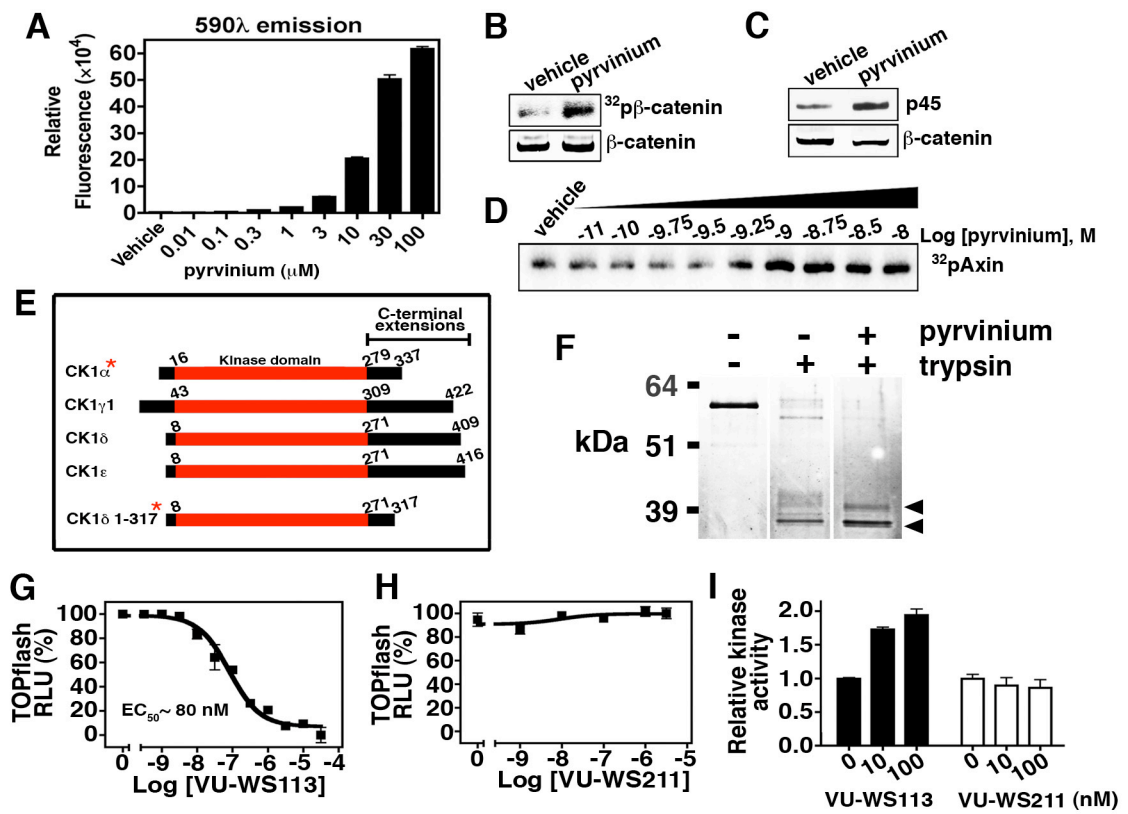 A
590λ emission
Relative
Fluorescence (×10⁴)
60
50
40
30
20
10
0
Vehicle 0.01 0.1 0.3 1 3 10 30 100
pyrvinium (μM)
B
vehicle
pyrvinium
³²pβ-catenin
β-catenin
C
vehicle
pyrvinium
p45
β-catenin
D
vehicle
-11 -10 -9.75 -9.5 -9.25 -9 -8.75 -8.5 -8
Log [pyrvinium], M
³²pAxin
E
C-terminal
extensions
CK1α* 16 Kinase domain 279 337
CK1γ1 43 309 422
CK1δ 8 271 409
CK1ε 8 271 416
CK1δ 1-317* 8 271 317
F
- - + pyrvinium
- + + trypsin
kDa
64
51
39
G
TOPflash
RLU (%)
100
80
60
40
20
0
EC₅₀~ 80 nM
0 -9 -8 -7 -6 -5 -4
Log [VU-WS113]
H
TOPflash
RLU (%)
100
80
60
40
20
0
0 -9 -8 -7 -6 -5
Log [VU-WS211]
I
Relative kinase
activity
2.0
1.5
1.0
0.5
0.0
0 10 100 0 10 100
VU-WS113 VU-WS211 (nM)